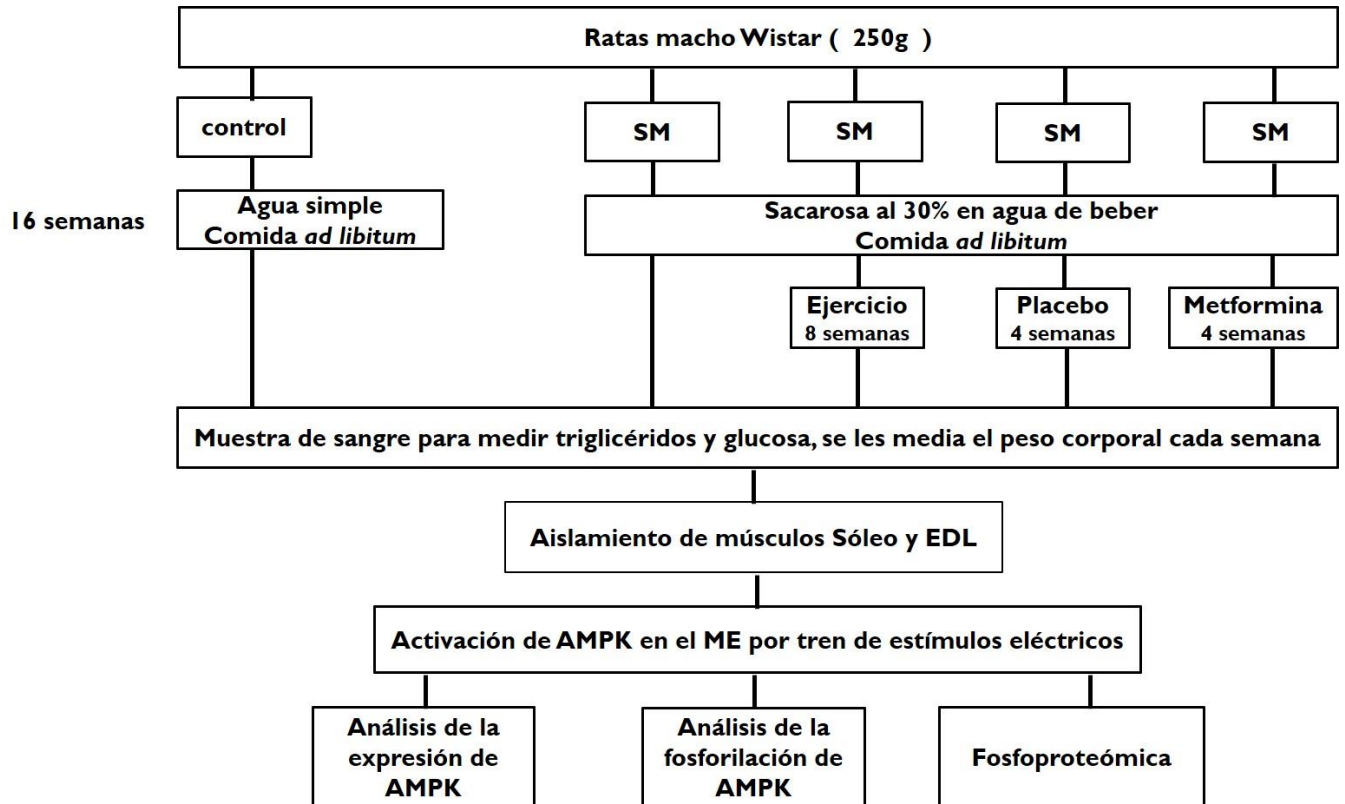 Ratas macho Wistar ( 250g )
control
SM
SM
SM
SM
16 semanas
Agua simple
Comida ad libitum
Sacarosa al 30% en agua de beber
Comida ad libitum
Ejercicio
8 semanas
Placebo
4 semanas
Metformina
4 semanas
Muestra de sangre para medir triglicéridos y glucosa, se les media el peso corporal cada semana
Aislamiento de músculos Sóleo y EDL
Activación de AMPK en el ME por tren de estímulos eléctricos
Análisis de la
expresión de
AMPK
Análisis de la
fosforilación de
AMPK
Fosfoproteómica